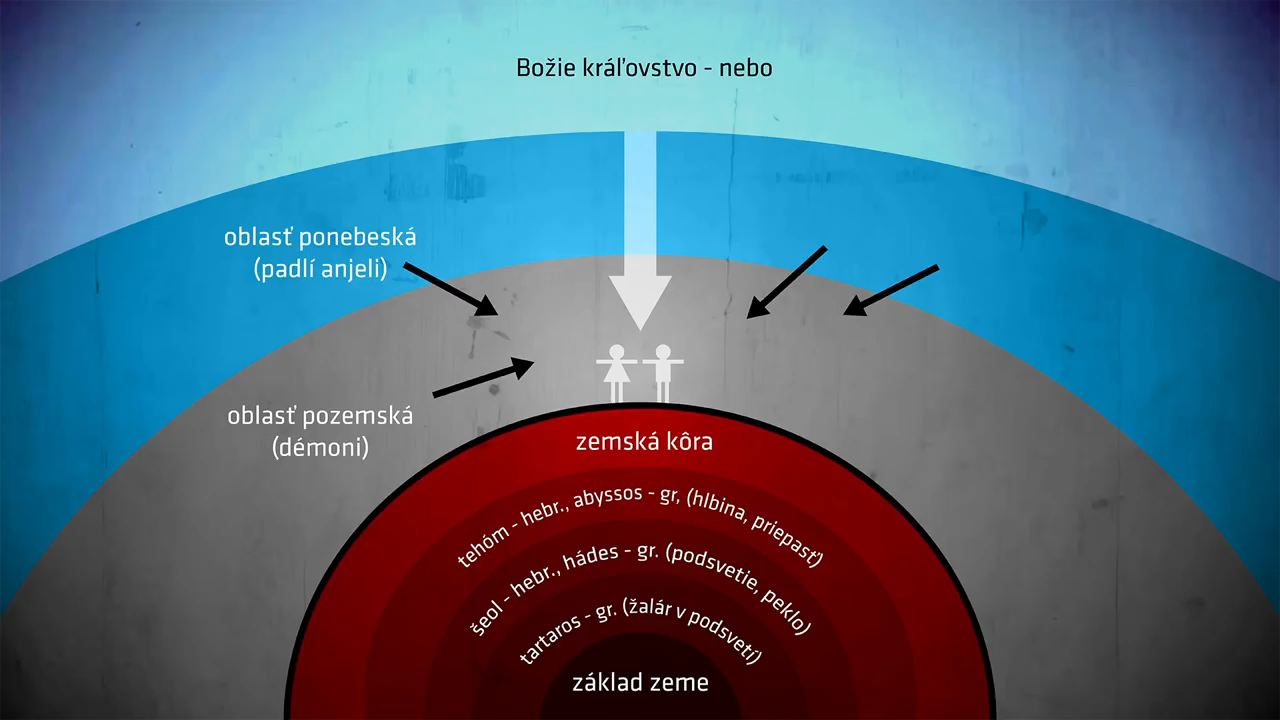 Božie kráľovstvo - nebo
oblasť ponebeská
(padlí anjeli)
oblasť pozemská
(démoni)
zemská kôra
tehóm - hebr., abyssos - gr, (hlbina, priepasť)
šeol - hebr., hádes - gr. (podsvetie, peklo)
tartaros - gr. (žalár v podsvetí)
základ zeme